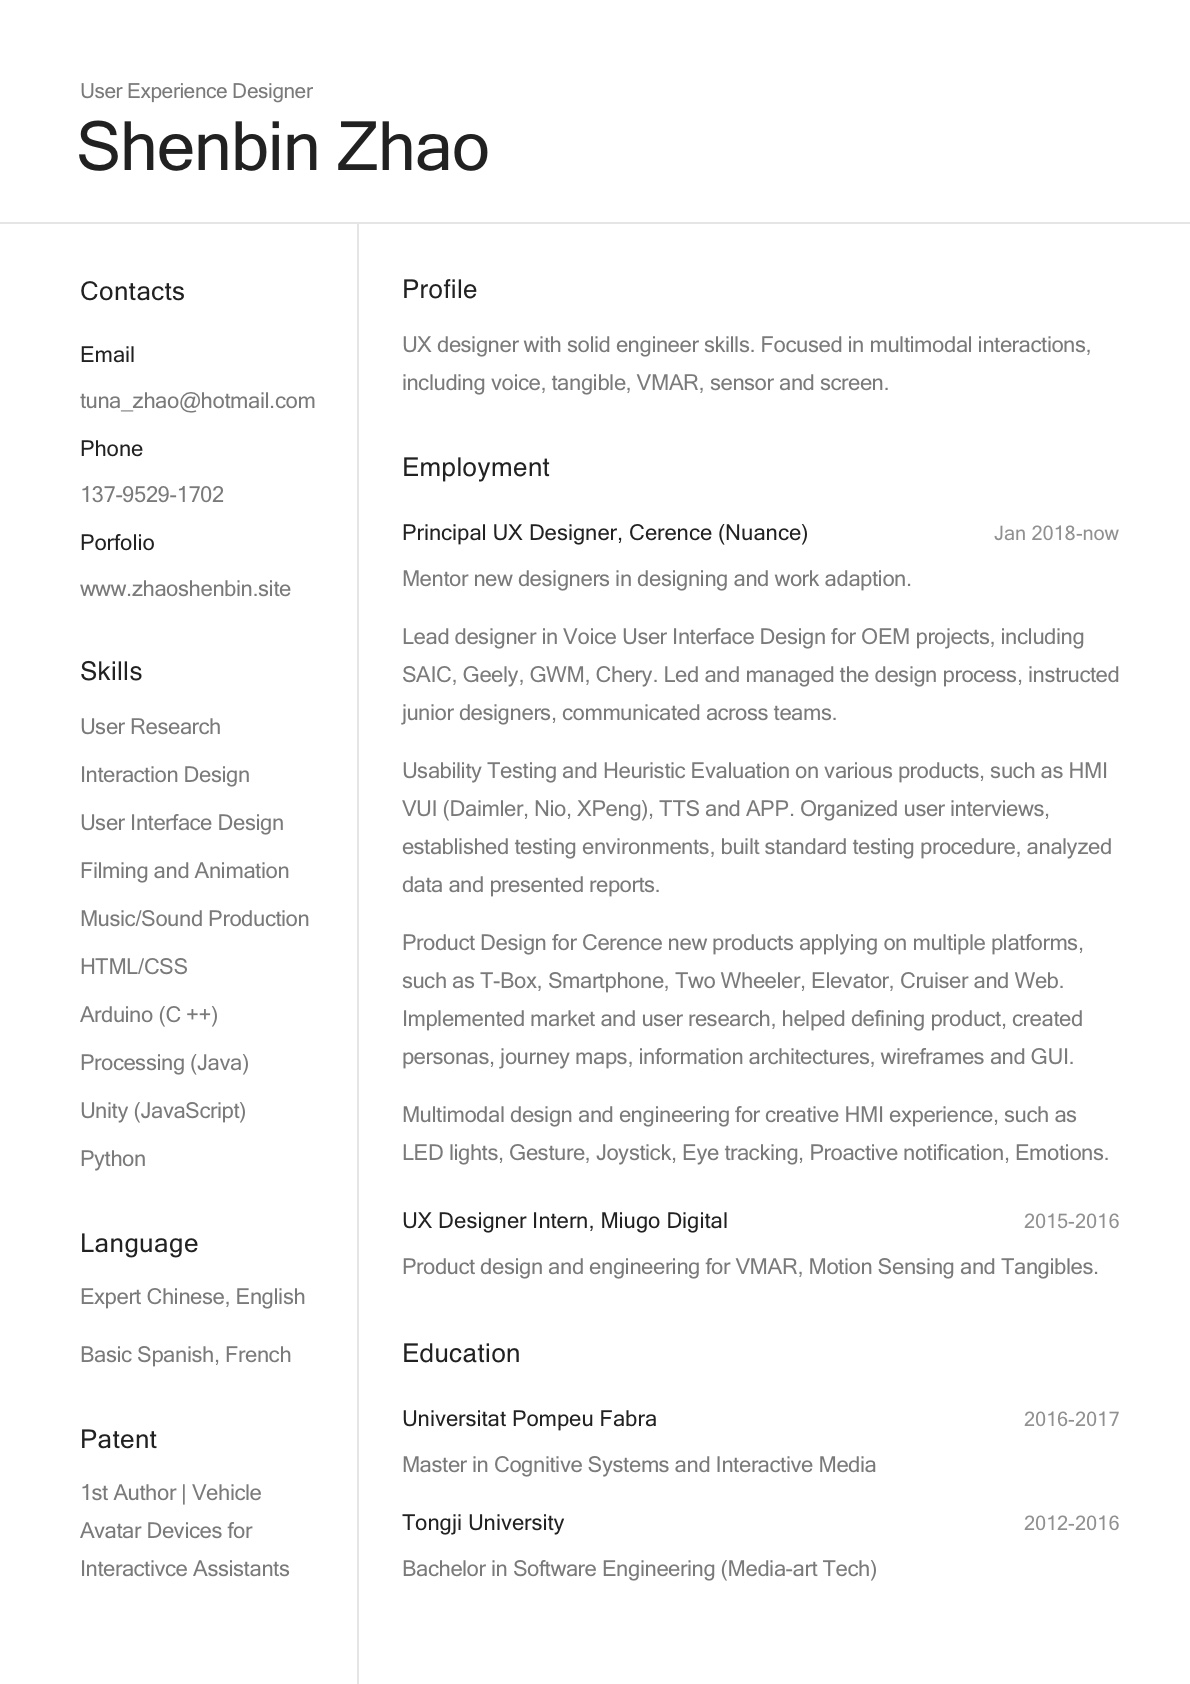 User Experience Designer
Shenbin Zhao
Contacts
Email
tuna_zhao@hotmail.com
Phone
137-9529-1702
Porfolio
www.zhaoshenbin.site
Skills
User Research
Interaction Design
User Interface Design
Filming and Animation
Music/Sound Production
HTML/CSS
Arduino (C ++)
Processing (Java)
Unity (JavaScript)
Python
Language
Expert Chinese, English
Basic Spanish, French
Patent
1st Author | Vehicle
Avatar Devices for
Interactivce Assistants
Profile
UX designer with solid engineer skills. Focused in multimodal interactions,
including voice, tangible, VMAR, sensor and screen.
Employment
Principal UX Designer, Cerence (Nuance) Jan 2018-now
Mentor new designers in designing and work adaption.
Lead designer in Voice User Interface Design for OEM projects, including
SAIC, Geely, GWM, Chery. Led and managed the design process, instructed
junior designers, communicated across teams.
Usability Testing and Heuristic Evaluation on various products, such as HMI
VUI (Daimler, Nio, XPeng), TTS and APP. Organized user interviews,
established testing environments, built standard testing procedure, analyzed
data and presented reports.
Product Design for Cerence new products applying on multiple platforms,
such as T-Box, Smartphone, Two Wheeler, Elevator, Cruiser and Web.
Implemented market and user research, helped defining product, created
personas, journey maps, information architectures, wireframes and GUI.
Multimodal design and engineering for creative HMI experience, such as
LED lights, Gesture, Joystick, Eye tracking, Proactive notification, Emotions.
UX Designer Intern, Miugo Digital 2015-2016
Product design and engineering for VMAR, Motion Sensing and Tangibles.
Education
Universitat Pompeu Fabra 2016-2017
Master in Cognitive Systems and Interactive Media
Tongji University 2012-2016
Bachelor in Software Engineering (Media-art Tech)